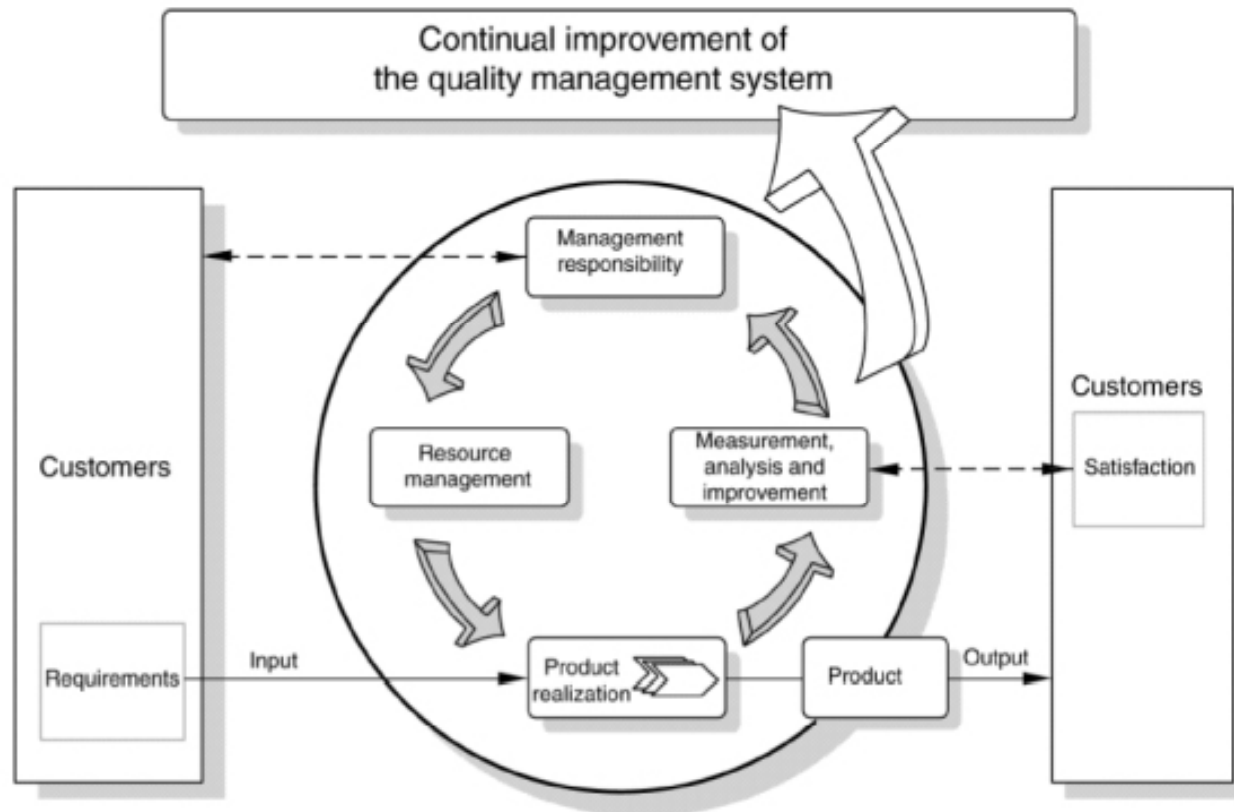 Continual improvement of
the quality management system
Management
responsibility
Customers
Resource
management
Measurement,
analysis and
improvement
Customers
Satisfaction
Requirements
Input
Product
realization
Product
Output